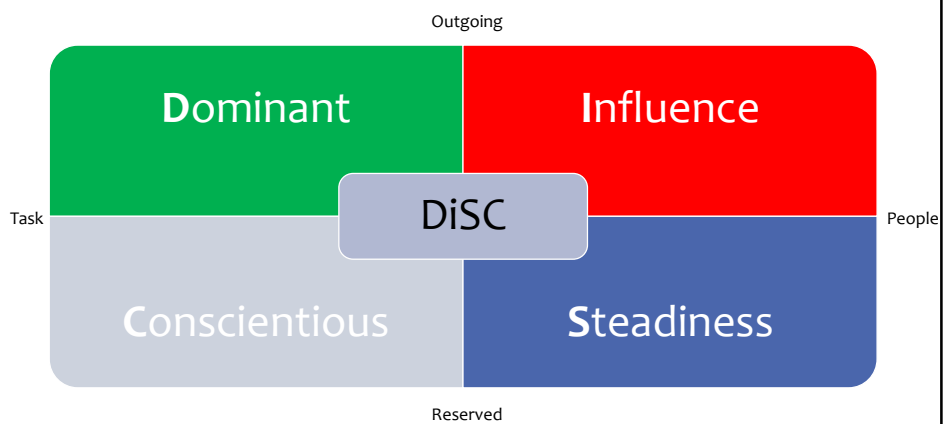 Outgoing
Dominant
Influence
Task
DiSC
People
Conscientious
Steadiness
Reserved